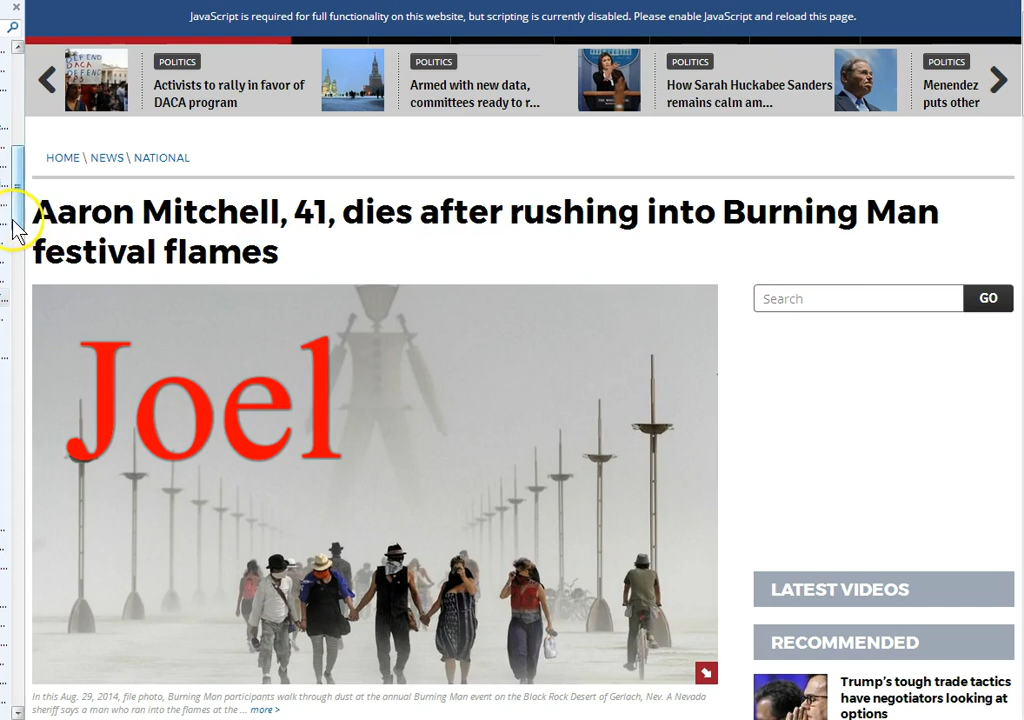 JavaScript is required for full functionality on this website, but scripting is currently disabled. Please enable JavaScript and reload this page.
DEFEND
DACA
POLITICS
Activists to rally in favor of
DACA program
POLITICS
Armed with new data,
committees ready to r...
POLITICS
How Sarah Huckabee Sanders
remains calm am...
POLITICS
Menendez
puts other
HOME \ NEWS \ NATIONAL
Aaron Mitchell, 41, dies after rushing into Burning Man
festival flames
Search
GO
Joel
LATEST VIDEOS
RECOMMENDED
Trump's tough trade tactics
have negotiators looking at
options
In this Aug. 29, 2014, file photo, Burning Man participants walk through dust at the annual Burning Man event on the Black Rock Desert of Gerlach, Nev. A Nevada
sheriff says a man who ran into the flames at the ... more >